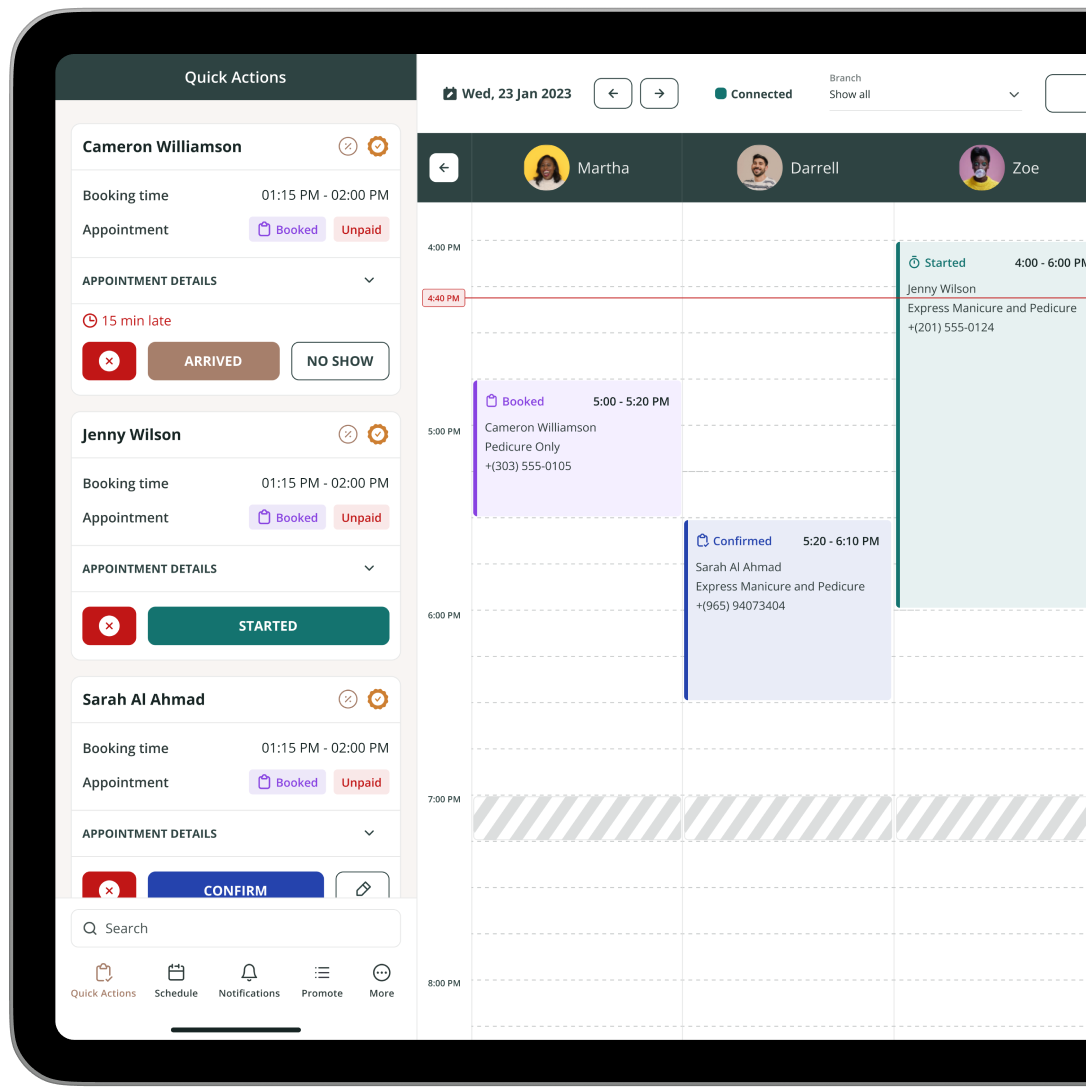 Quick Actions
Cameron Williamson
Booking time 01:15 PM - 02:00 PM
Appointment Booked Unpaid
APPOINTMENT DETAILS
15 min late
ARRIVED NO SHOW
Jenny Wilson
Booking time 01:15 PM - 02:00 PM
Appointment Booked Unpaid
APPOINTMENT DETAILS
STARTED
Sarah Al Ahmad
Booking time 01:15 PM - 02:00 PM
Appointment Booked Unpaid
APPOINTMENT DETAILS
CONFIRM
Search
Quick Actions Schedule Notifications Promote More
Wed, 23 Jan 2023
Connected
Branch
Show all
Martha Darrell Zoe
4:00 PM
4:40 PM
5:00 PM
6:00 PM
7:00 PM
8:00 PM
Booked 5:00 - 5:20 PM
Cameron Williamson
Pedicure Only
+(303) 555-0105
Confirmed 5:20 - 6:10 PM
Sarah Al Ahmad
Express Manicure and Pedicure
+(965) 94073404
Started 4:00 - 6:00 PM
Jenny Wilson
Express Manicure and Pedicure
+(201) 555-0124